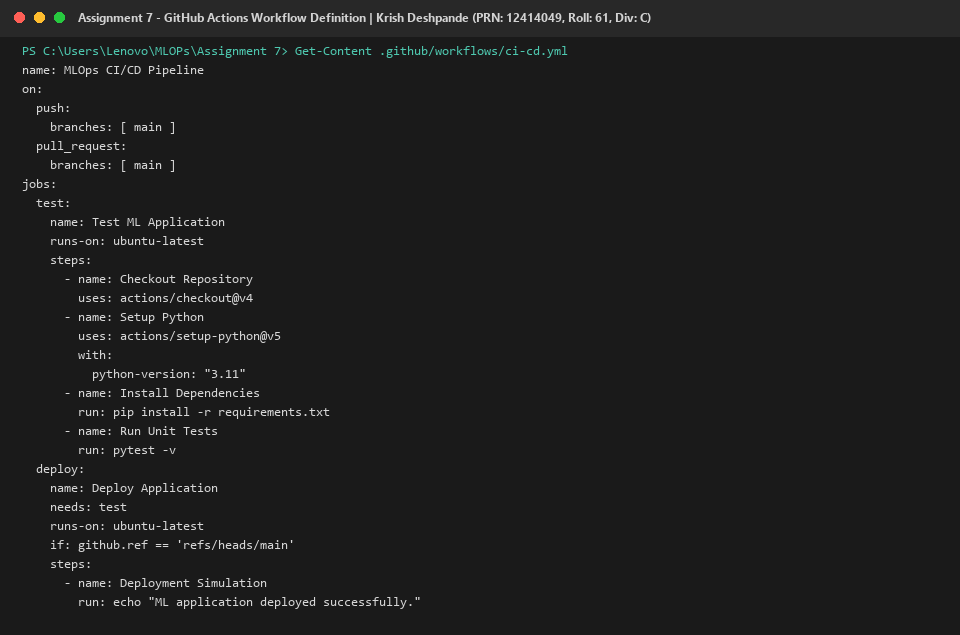 Assignment 7 - GitHub Actions Workflow Definition | Krish Deshpande (PRN: 12414049, Roll: 61, Div: C)
PS C:\Users\Lenovo\MLOPs\Assignment 7> Get-Content .github/workflows/ci-cd.yml
name: MLOps CI/CD Pipeline
on:
  push:
    branches: [ main ]
  pull_request:
    branches: [ main ]
jobs:
  test:
    name: Test ML Application
    runs-on: ubuntu-latest
    steps:
      - name: Checkout Repository
        uses: actions/checkout@v4
      - name: Setup Python
        uses: actions/setup-python@v5
        with:
          python-version: "3.11"
      - name: Install Dependencies
        run: pip install -r requirements.txt
      - name: Run Unit Tests
        run: pytest -v
  deploy:
    name: Deploy Application
    needs: test
    runs-on: ubuntu-latest
    if: github.ref == 'refs/heads/main'
    steps:
      - name: Deployment Simulation
        run: echo "ML application deployed successfully."